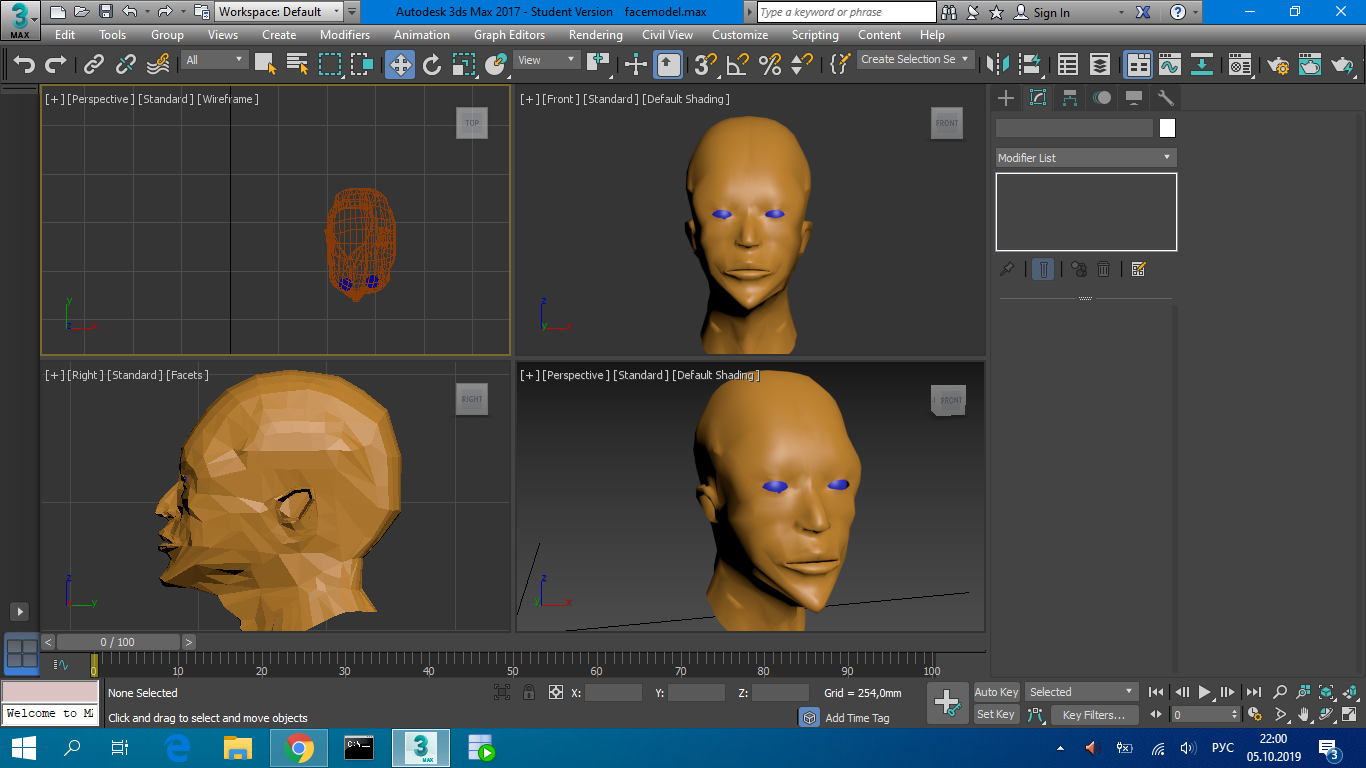 3
MAX
Workspace: Default
Autodesk 3ds Max 2017 - Student Version facemodel.max
Type a keyword or phrase
Sign In
Edit Tools Group Views Create Modifiers Animation Graph Editors Rendering Civil View Customize Scripting Content Help
All
View
3
Create Selection Se
[+] [Perspective ] [Standard ] [Wireframe ]
TOP
[+] [Front ] [Standard ] [Default Shading ]
FRONT
Modifier List
y
x
z
y
x
[+] [Right ] [Standard ] [Facets ]
RIGHT
[+] [Perspective ] [Standard ] [Default Shading ]
FRONT
z
y
z
y
x
< 0 / 100 >
0 10 20 30 40 50 60 70 80 90 100
None Selected
X: Y: Z:
Grid = 254,0mm
Auto Key
Selected
Welcome to M
Click and drag to select and move objects
Add Time Tag
Set Key
Key Filters...
0
3
MAX
РУС
22:00
05.10.2019
3